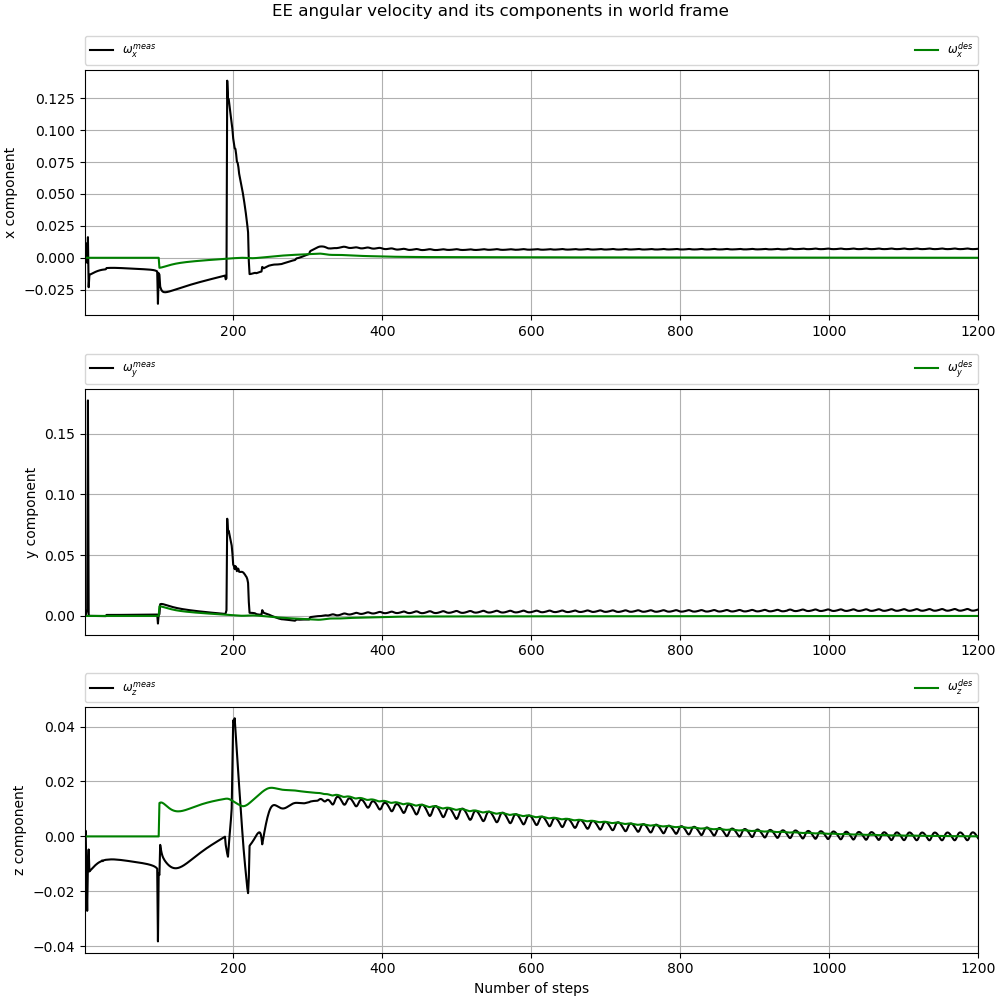 EE angular velocity and its components in world frame
ω_x^meas ω_x^des
0.125
0.100
0.075
0.050
0.025
0.000
−0.025
x component
200 400 600 800 1000 1200
ω_y^meas ω_y^des
0.15
0.10
0.05
0.00
y component
200 400 600 800 1000 1200
ω_z^meas ω_z^des
0.04
0.02
0.00
−0.02
−0.04
z component
200 400 600 800 1000 1200
Number of steps